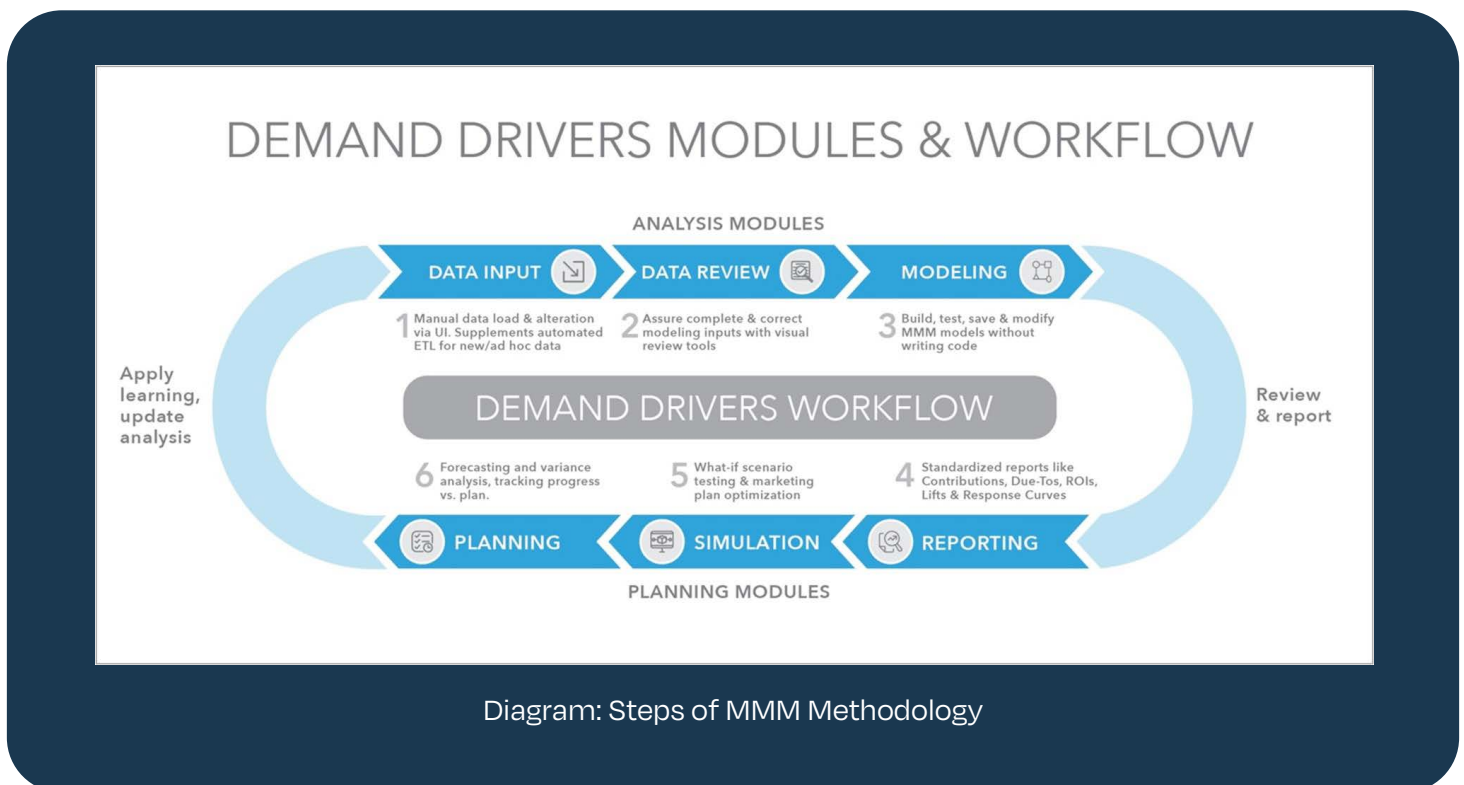 DEMAND DRIVERS MODULES & WORKFLOW
ANALYSIS MODULES
DATA INPUT
DATA REVIEW
MODELING
1
Manual data load & alteration
via UI. Supplements automated
ETL for new/ad hoc data
2
Assure complete & correct
modeling inputs with visual
review tools
3
Build, test, save & modify
MMM models without
writing code
Apply
learning,
update
analysis
DEMAND DRIVERS WORKFLOW
Review
& report
6
Forecasting and variance
analysis, tracking progress
vs. plan.
5
What-if scenario
testing & marketing
plan optimization
4
Standardized reports like
Contributions, Due-Tos, ROIs,
Lifts & Response Curves
PLANNING
SIMULATION
REPORTING
PLANNING MODULES
Diagram: Steps of MMM Methodology